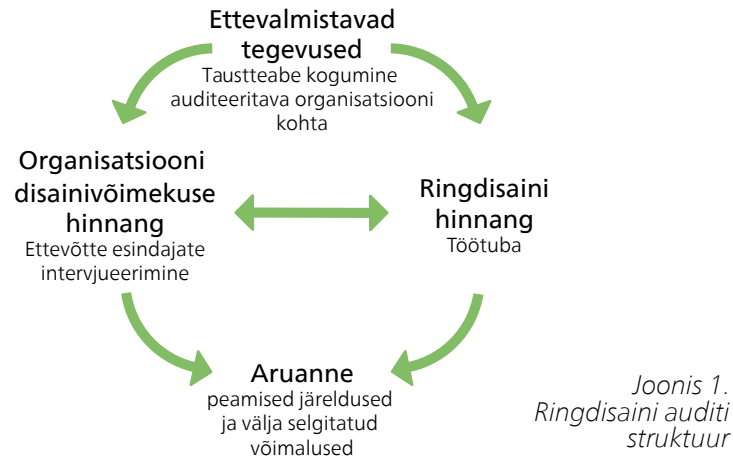 Ettevalmistavad
tegevused
Taustteabe kogumine
auditeeritava organisatsiooni
kohta
Organisatsiooni
disainivõimekuse
hinnang
Ettevõtte esindajate
intervjueerimine
Ringdisaini
hinnang
Töötuba
Aruanne
peamised järeldused
ja välja selgitatud
võimalused
Joonis 1.
Ringdisaini auditi
struktuur